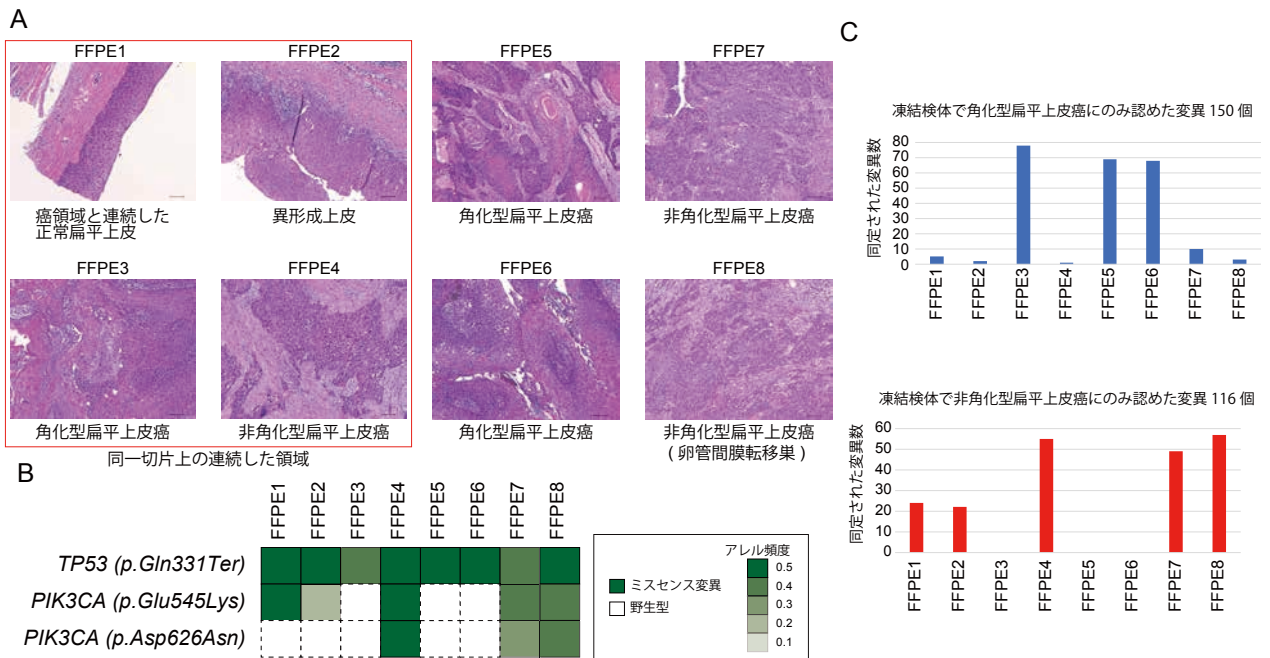 A
FFPE1
FFPE2
FFPE5
FFPE7
癌領域と連続した
正常扁平上皮
異形成上皮
角化型扁平上皮癌
非角化型扁平上皮癌
FFPE3
FFPE4
FFPE6
FFPE8
角化型扁平上皮癌
非角化型扁平上皮癌
角化型扁平上皮癌
非角化型扁平上皮癌
(卵管間膜転移巣)
同一切片上の連続した領域
B
FFPE1
FFPE2
FFPE3
FFPE4
FFPE5
FFPE6
FFPE7
FFPE8
TP53 (p.Gln331Ter)
PIK3CA (p.Glu545Lys)
PIK3CA (p.Asp626Asn)
ミスセンス変異
野生型
アレル頻度
0.5
0.4
0.3
0.2
0.1
C
凍結検体で角化型扁平上皮癌にのみ認めた変異 150 個
同定された変異数
80
70
60
50
40
30
20
10
0
FFPE1
FFPE2
FFPE3
FFPE4
FFPE5
FFPE6
FFPE7
FFPE8
凍結検体で非角化型扁平上皮癌にのみ認めた変異 116 個
同定された変異数
60
50
40
30
20
10
0
FFPE1
FFPE2
FFPE3
FFPE4
FFPE5
FFPE6
FFPE7
FFPE8